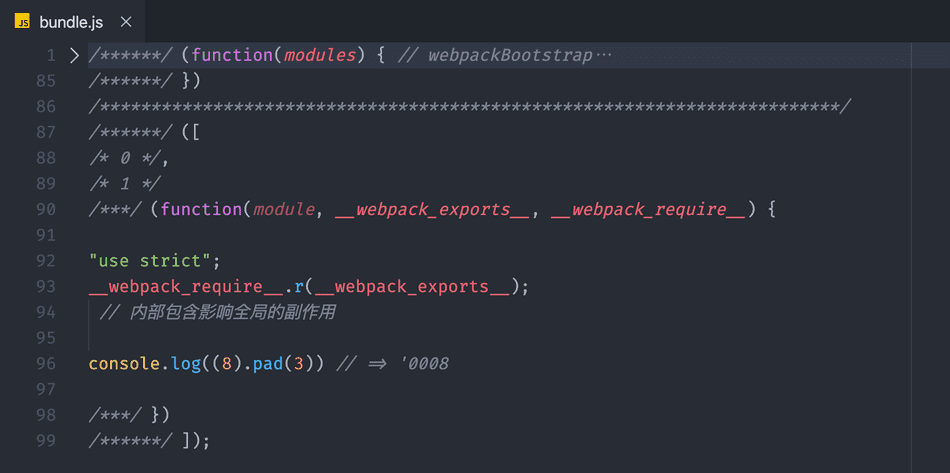 JS bundle.js ×
1 /******/ (function(modules) { // webpackBootstrap…
85 /******/ })
86 /************************************************************************/
87 /******/ ([
88 /* 0 */,
89 /* 1 */
90 /***/ (function(module, __webpack_exports__, __webpack_require__) {
91
92 "use strict";
93 __webpack_require__.r(__webpack_exports__);
94 // 内部包含影响全局的副作用
95
96 console.log((8).pad(3)) // => '0008
97
98 /***/ })
99 /******/ ]);